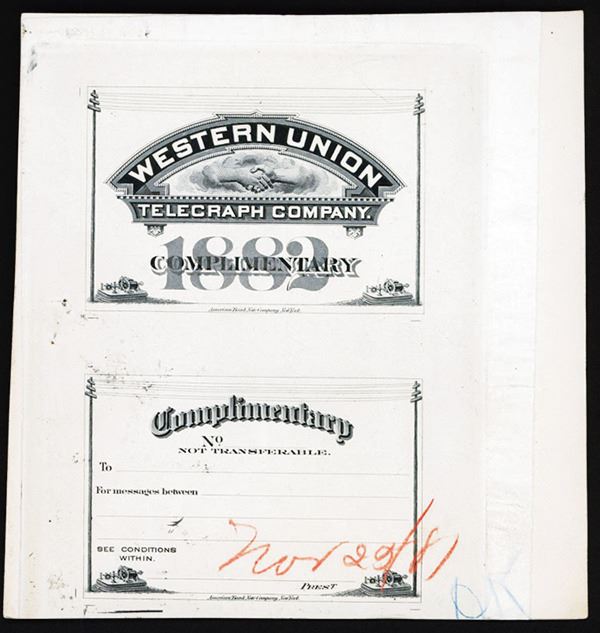 WESTERN UNION
TELEGRAPH COMPANY.
1882
COMPLIMENTARY
American Bank Note Company, New York.
Complimentary
No
NOT TRANSFERABLE.
To
For messages between
SEE CONDITIONS
WITHIN.
Nov 29/81
PREST
American Bank Note Company, New York.
OK